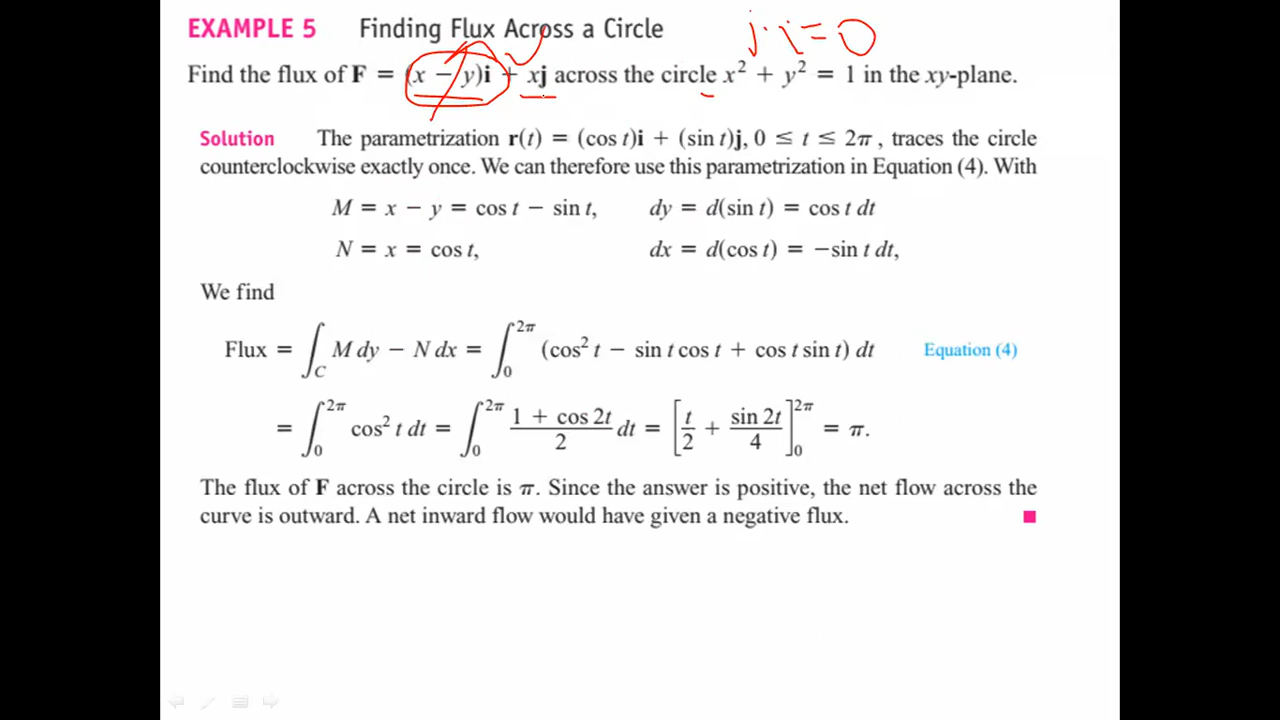 EXAMPLE 5 Finding Flux Across a Circle
j · i = 0
Find the flux of F = (x − y)i + xj across the circle x² + y² = 1 in the xy-plane.
Solution The parametrization r(t) = (cos t)i + (sin t)j, 0 ≤ t ≤ 2π, traces the circle
counterclockwise exactly once. We can therefore use this parametrization in Equation (4). With
M = x − y = cos t − sin t, dy = d(sin t) = cos t dt
N = x = cos t, dx = d(cos t) = −sin t dt,
We find
Flux = ∫_C M dy − N dx = ∫₀^{2π} (cos² t − sin t cos t + cos t sin t) dt Equation (4)
= ∫₀^{2π} cos² t dt = ∫₀^{2π} (1 + cos 2t)/2 dt = [t/2 + sin 2t/4]₀^{2π} = π.
The flux of F across the circle is π. Since the answer is positive, the net flow across the
curve is outward. A net inward flow would have given a negative flux.